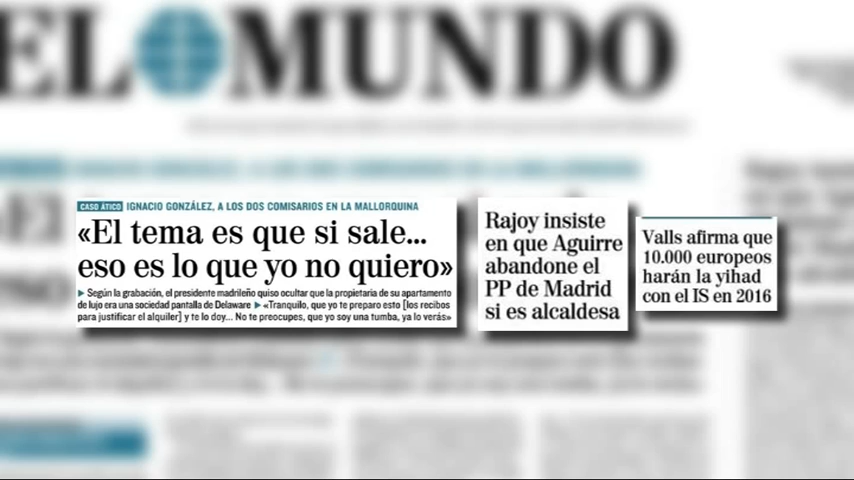 EL MUNDO
CASO ÁTICO IGNACIO GONZÁLEZ, A LOS DOS COMISARIOS EN LA MALLORQUINA
«El tema es que si sale...
eso es lo que yo no quiero»
▶ Según la grabación, el presidente madrileño quiso ocultar que la propietaria de su apartamento
de lujo era una sociedad pantalla de Delaware ▶ «Tranquilo, que yo te preparo esto [los recibos
para justificar el alquiler] y te lo doy... No te preocupes, que yo soy una tumba, ya lo verás»
Rajoy insiste
en que Aguirre
abandone el
PP de Madrid
si es alcaldesa
Valls afirma que
10.000 europeos
harán la yihad
con el IS en 2016